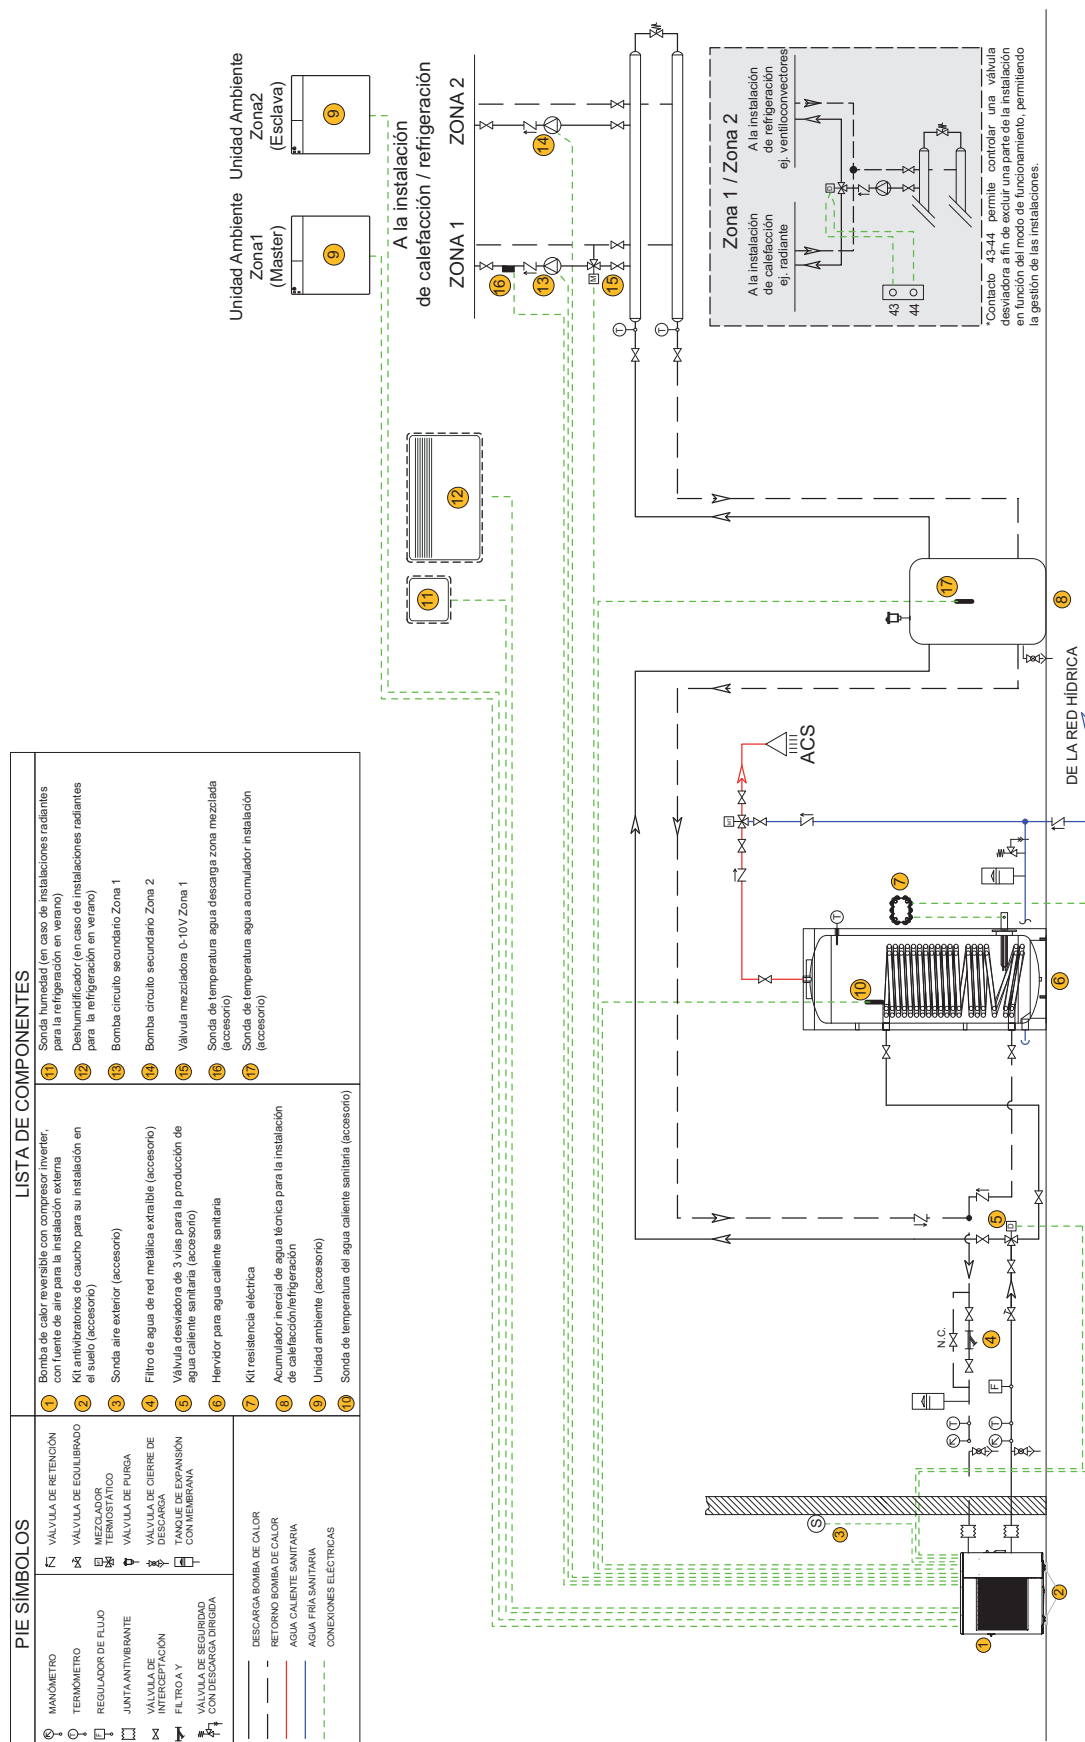 PIE SÍMBOLOS
MANÓMETRO
TERMÓMETRO
REGULADOR DE FLUJO
JUNTA ANTIVIBRANTE
VÁLVULA DE
INTERCEPTACIÓN
FILTRO A Y
VÁLVULA DE SEGURIDAD
CON DESCARGA DIRIGIDA
VÁLVULA DE RETENCIÓN
VÁLVULA DE EQUILIBRADO
MEZCLADOR
TERMOSTÁTICO
VÁLVULA DE PURGA
VÁLVULA DE CIERRE DE
DESCARGA
TANQUE DE EXPANSIÓN
CON MEMBRANA
DESCARGA BOMBA DE CALOR
RETORNO BOMBA DE CALOR
AGUA CALIENTE SANITARIA
AGUA FRÍA SANITARIA
CONEXIONES ELÉCTRICAS
LISTA DE COMPONENTES
1 Bomba de calor reversible con compresor inverter,
con fuente de aire para la instalación externa
2 Kit antivibratorios de caucho para su instalación en
el suelo (accesorio)
3 Sonda aire exterior (accesorio)
4 Filtro de agua de red metálica extraíble (accesorio)
5 Válvula desviadora de 3 vías para la producción de
agua caliente sanitaria (accesorio)
6 Hervidor para agua caliente sanitaria
7 Kit resistencia eléctrica
8 Acumulador inercial de agua técnica para la instalación
de calefacción/refrigeración
9 Unidad ambiente (accesorio)
10 Sonda de temperatura del agua caliente sanitaria (accesorio)
11 Sonda humedad (en caso de instalaciones radiantes
para la refrigeración en verano)
12 Deshumidificador (en caso de instalaciones radiantes
para la refrigeración en verano)
13 Bomba circuito secundario Zona 1
14 Bomba circuito secundario Zona 2
15 Válvula mezcladora 0-10V Zona 1
16 Sonda de temperatura agua descarga zona mezclada
(accesorio)
17 Sonda de temperatura agua acumulador instalación
(accesorio)
Unidad Ambiente
Zona1
(Master)
9
Unidad Ambiente
Zona2
(Esclava)
9
A la instalación
de calefacción / refrigeración
ZONA 1
ZONA 2
16
13
15
M
14
T
T
11
12
Zona 1 / Zona 2
A la instalación
de calefacción
ej. radiante
A la instalación
de refrigeración
ej. ventiloconvectores
D
43
44
*Contacto 43-44 permite controlar una válvula
desviadora a fin de excluir una parte de la instalación
en función del modo de funcionamiento, permitiendo
la gestión de las instalaciones.
17
8
DE LA RED HÍDRICA
ACS
MT
7
T
10
6
5
D
N.C.
4
F
T
T
S
3
1
2